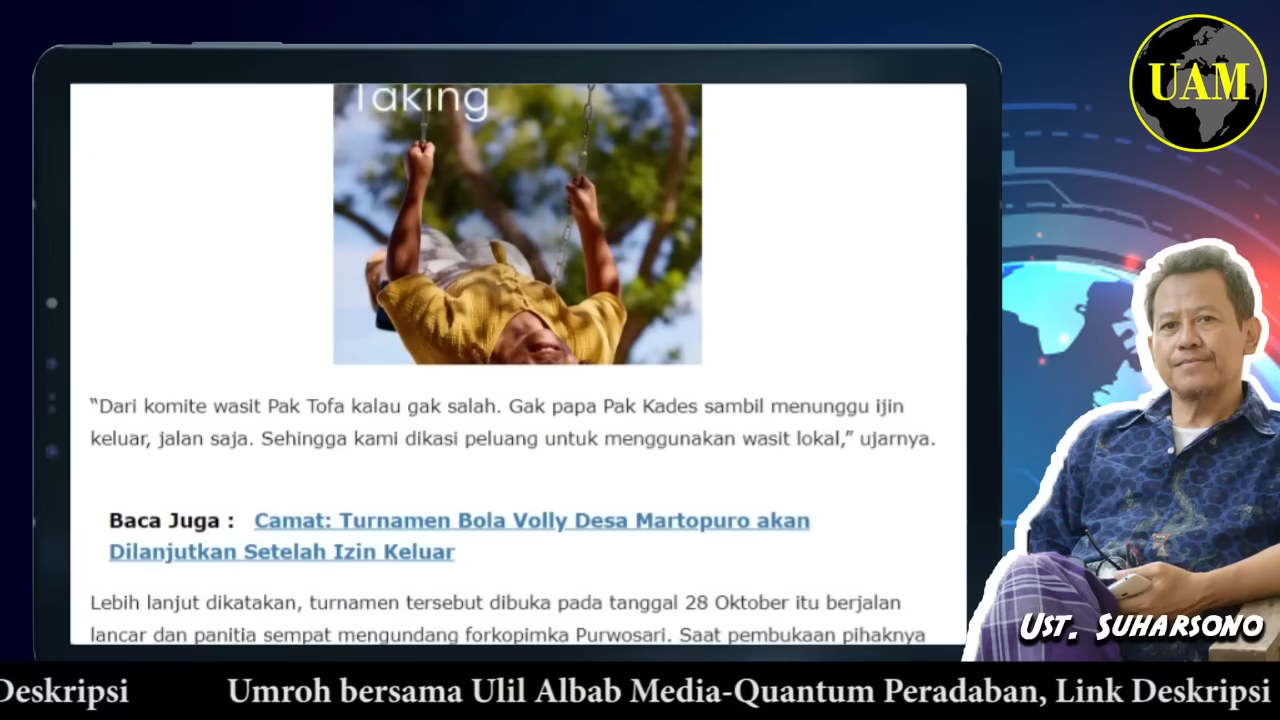 UAM
Taking
“Dari komite wasit Pak Tofa kalau gak salah. Gak papa Pak Kades sambil menunggu ijin
keluar, jalan saja. Sehingga kami dikasi peluang untuk menggunakan wasit lokal,” ujarnya.
Baca Juga : Camat: Turnamen Bola Volly Desa Martopuro akan
Dilanjutkan Setelah Izin Keluar
Lebih lanjut dikatakan, turnamen tersebut dibuka pada tanggal 28 Oktober itu berjalan
lancar dan panitia sempat mengundang forkopimka Purwosari. Saat pembukaan pihaknya
UST. SUHARSONO
Deskripsi Umroh bersama Ulil Albab Media-Quantum Peradaban, Link Deskripsi